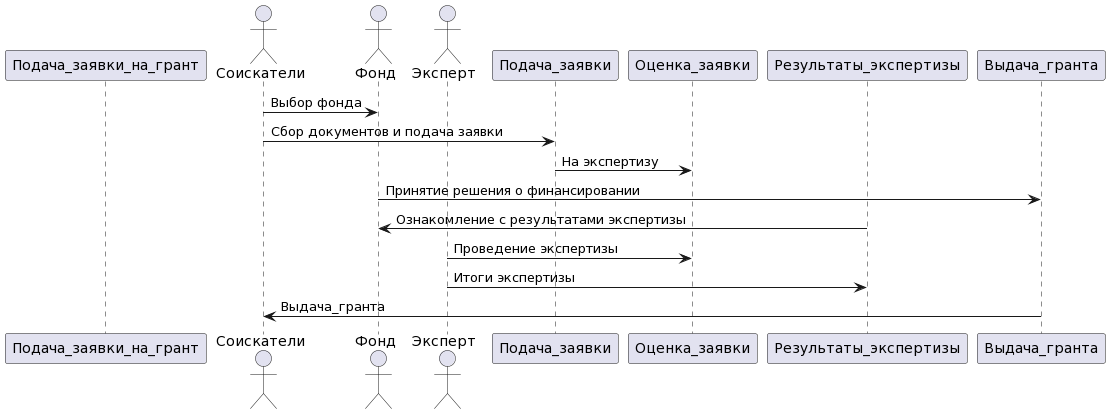 Подача_заявки_на_грант
Соискатели
Фонд
Эксперт
Подача_заявки
Оценка_заявки
Результаты_экспертизы
Выдача_гранта
Выбор фонда
Сбор документов и подача заявки
На экспертизу
Принятие решения о финансировании
Ознакомление с результатами экспертизы
Проведение экспертизы
Итоги экспертизы
Выдача_гранта
Подача_заявки_на_грант
Соискатели
Фонд
Эксперт
Подача_заявки
Оценка_заявки
Результаты_экспертизы
Выдача_гранта